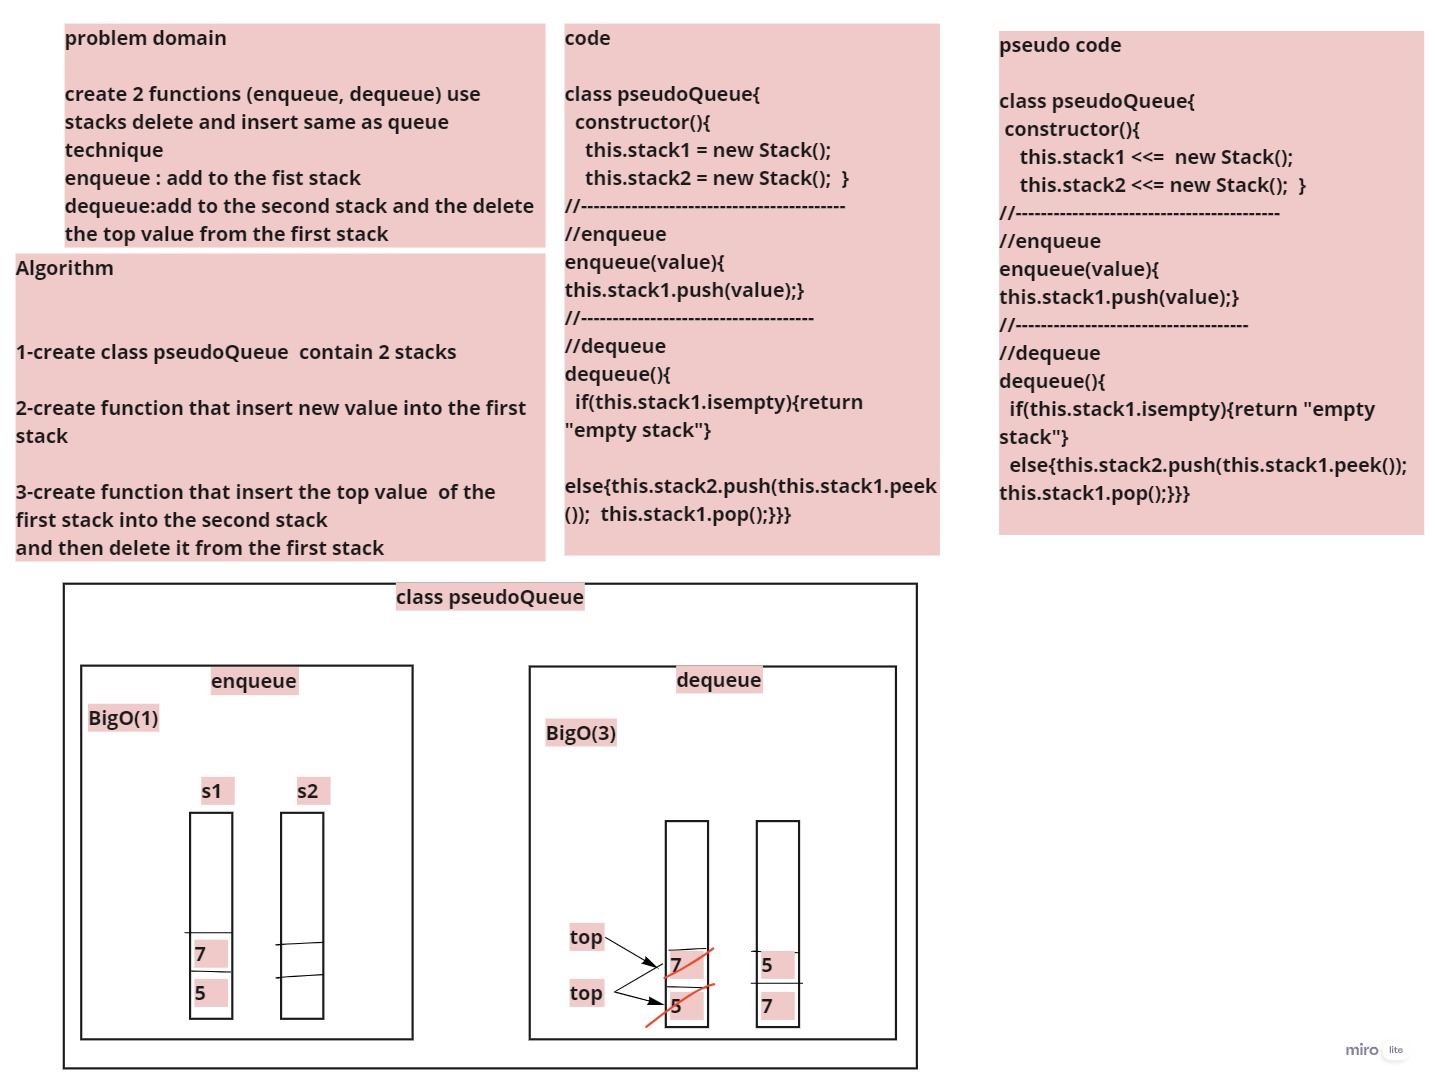 problem domain
create 2 functions (enqueue, dequeue) use
stacks delete and insert same as queue
technique
enqueue : add to the fist stack
dequeue:add to the second stack and the delete
the top value from the first stack
Algorithm
1-create class pseudoQueue  contain 2 stacks
2-create function that insert new value into the first
stack
3-create function that insert the top value  of the
first stack into the second stack
and then delete it from the first stack
code
class pseudoQueue{
constructor(){
this.stack1 = new Stack();
this.stack2 = new Stack();  }
//------------------------------------------
//enqueue
enqueue(value){
this.stack1.push(value);}
//-------------------------------------
//dequeue
dequeue(){
if(this.stack1.isempty){return
"empty stack"}
else{this.stack2.push(this.stack1.peek
());  this.stack1.pop();}}}
pseudo code
class pseudoQueue{
constructor(){
this.stack1 <<=  new Stack();
this.stack2 <<= new Stack();  }
//------------------------------------------
//enqueue
enqueue(value){
this.stack1.push(value);}
//-------------------------------------
//dequeue
dequeue(){
if(this.stack1.isempty){return "empty
stack"}
else{this.stack2.push(this.stack1.peek());
this.stack1.pop();}}}
class pseudoQueue
enqueue
BigO(1)
s1
s2
7
5
dequeue
BigO(3)
top
top
7
5
5
7
miro lite